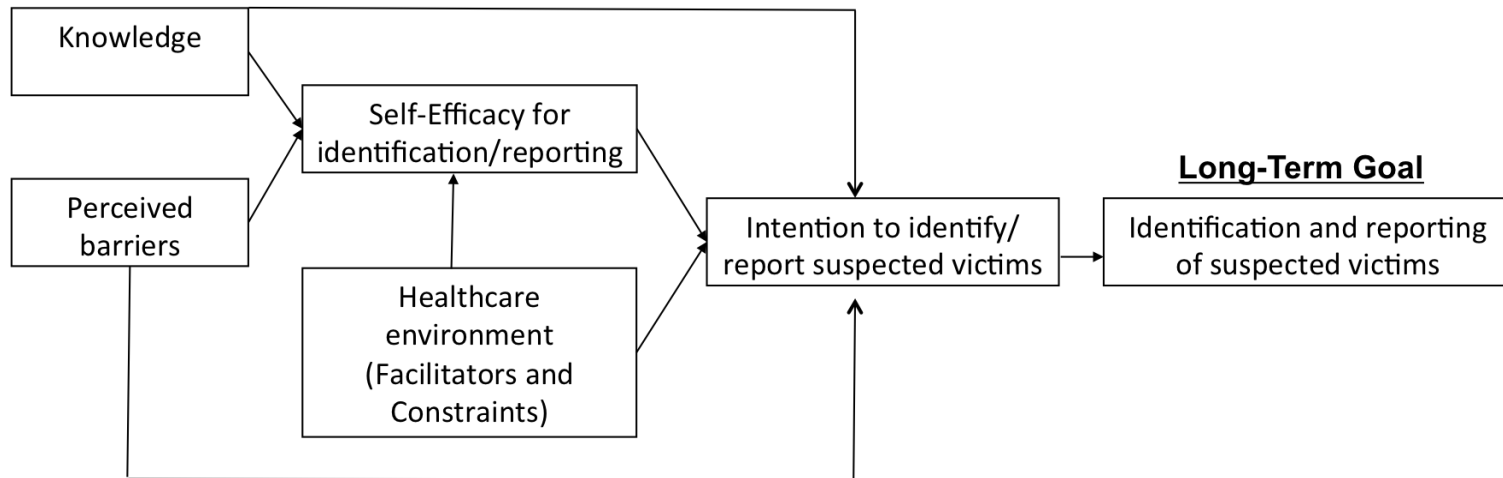 Knowledge
Self-Efficacy for
identification/reporting
Perceived
barriers
Healthcare
environment
(Facilitators and
Constraints)
Intention to identify/
report suspected victims
Long-Term Goal
Identification and reporting
of suspected victims